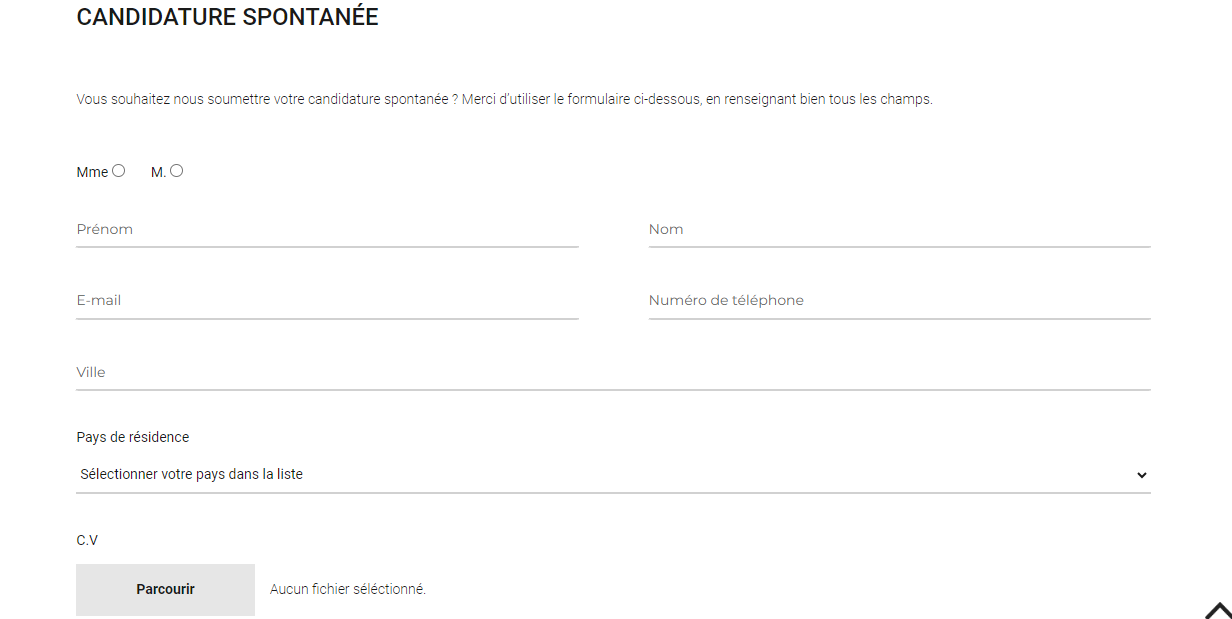 CANDIDATURE SPONTANÉE
Vous souhaitez nous soumettre votre candidature spontanée ? Merci d'utiliser le formulaire ci-dessous, en renseignant bien tous les champs.
Mme M.
Prénom Nom
E-mail Numéro de téléphone
Ville
Pays de résidence
Sélectionner votre pays dans la liste
C.V
Parcourir Aucun fichier séléctionné.